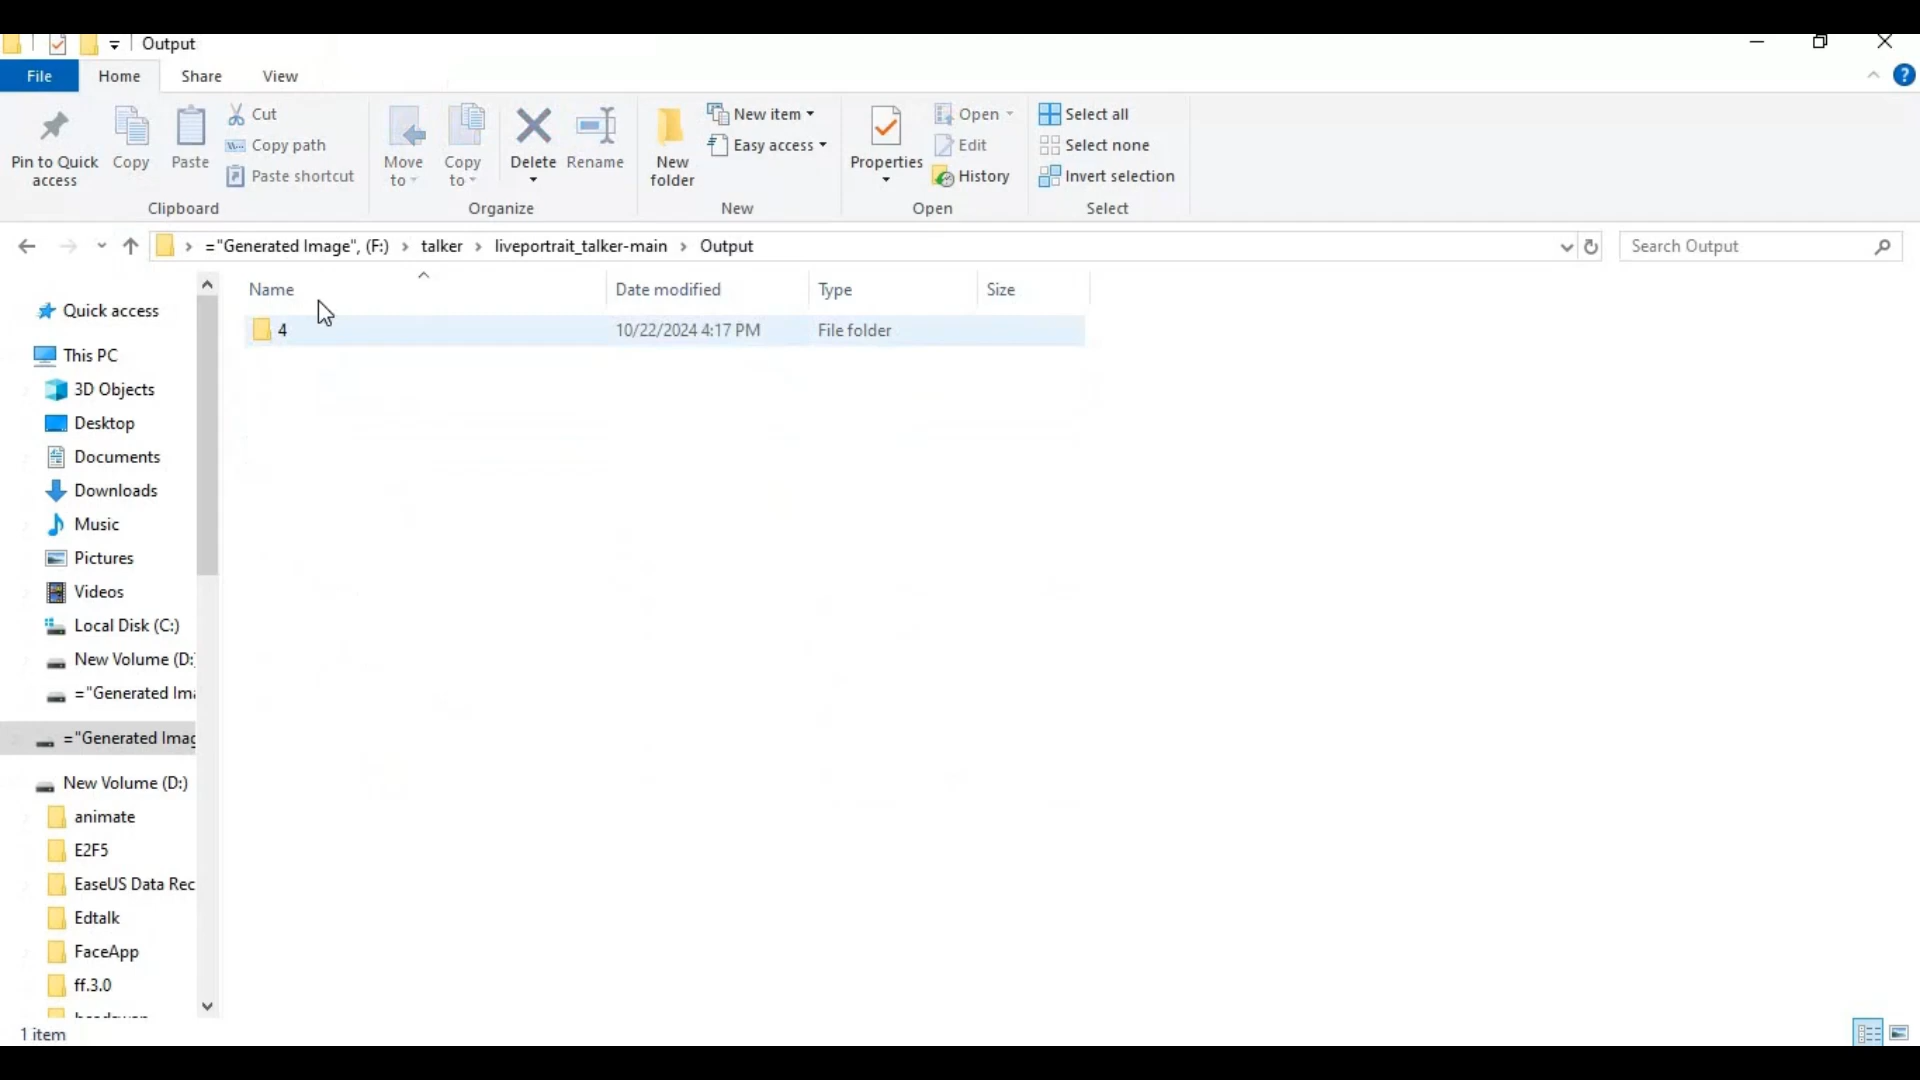 Output
File Home Share View
Pin to Quick access
Copy
Paste
Cut
Copy path
Paste shortcut
Clipboard
Move to
Copy to
Delete
Rename
Organize
New folder
New item
Easy access
New
Properties
Open
Edit
History
Open
Select all
Select none
Invert selection
Select
="Generated Image", (F:) > talker > liveportrait_talker-main > Output
Search Output
Name Date modified Type Size
4 10/22/2024 4:17 PM File folder
Quick access
This PC
3D Objects
Desktop
Documents
Downloads
Music
Pictures
Videos
Local Disk (C:)
New Volume (D:
="Generated Ima
="Generated Imag
New Volume (D:)
animate
E2F5
EaseUS Data Rec
Edtalk
FaceApp
ff.3.0
1 item